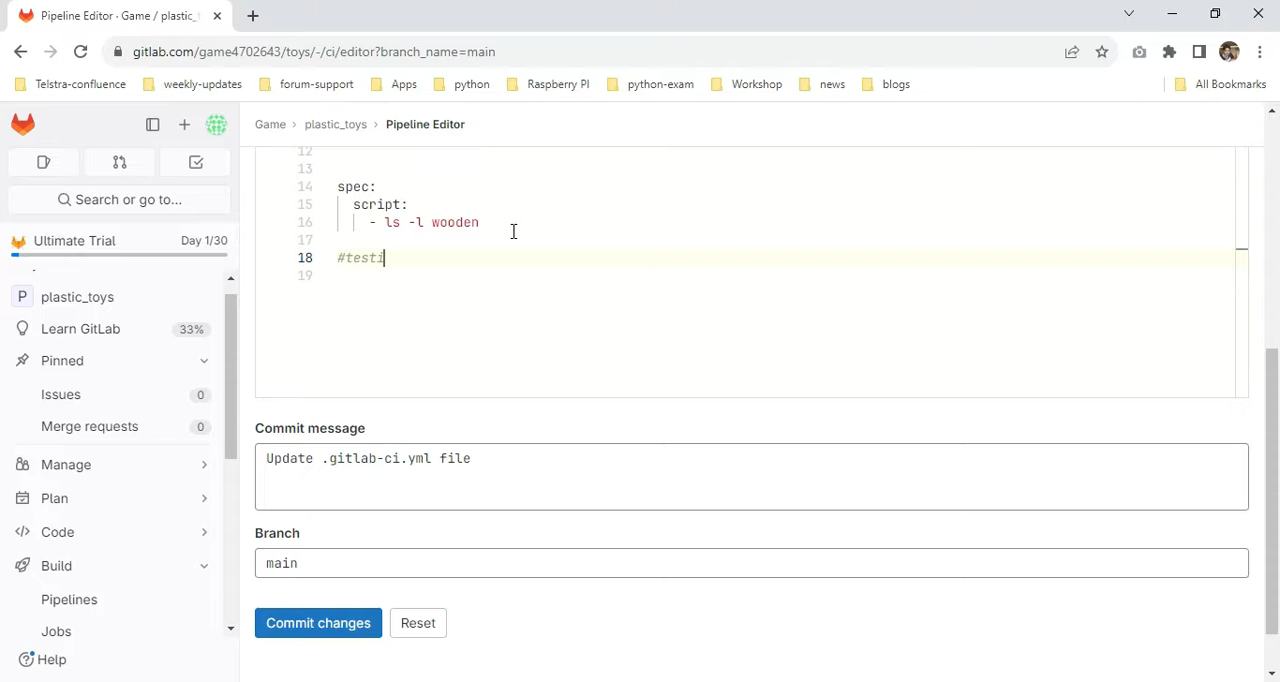 Pipeline Editor · Game / plastic_t
gitlab.com/game4702643/toys/-/ci/editor?branch_name=main
Telstra-confluence weekly-updates forum-support Apps python Raspberry PI python-exam Workshop news blogs All Bookmarks
Game › plastic_toys › Pipeline Editor
Search or go to...
Ultimate Trial Day 1/30
P plastic_toys
Learn GitLab 33%
Pinned
Issues 0
Merge requests 0
Manage
Plan
Code
Build
Pipelines
Jobs
Help
12
13
14 spec:
15 script:
16 - ls -l wooden
17
18 #testi
19
Commit message
Update .gitlab-ci.yml file
Branch
main
Commit changes Reset